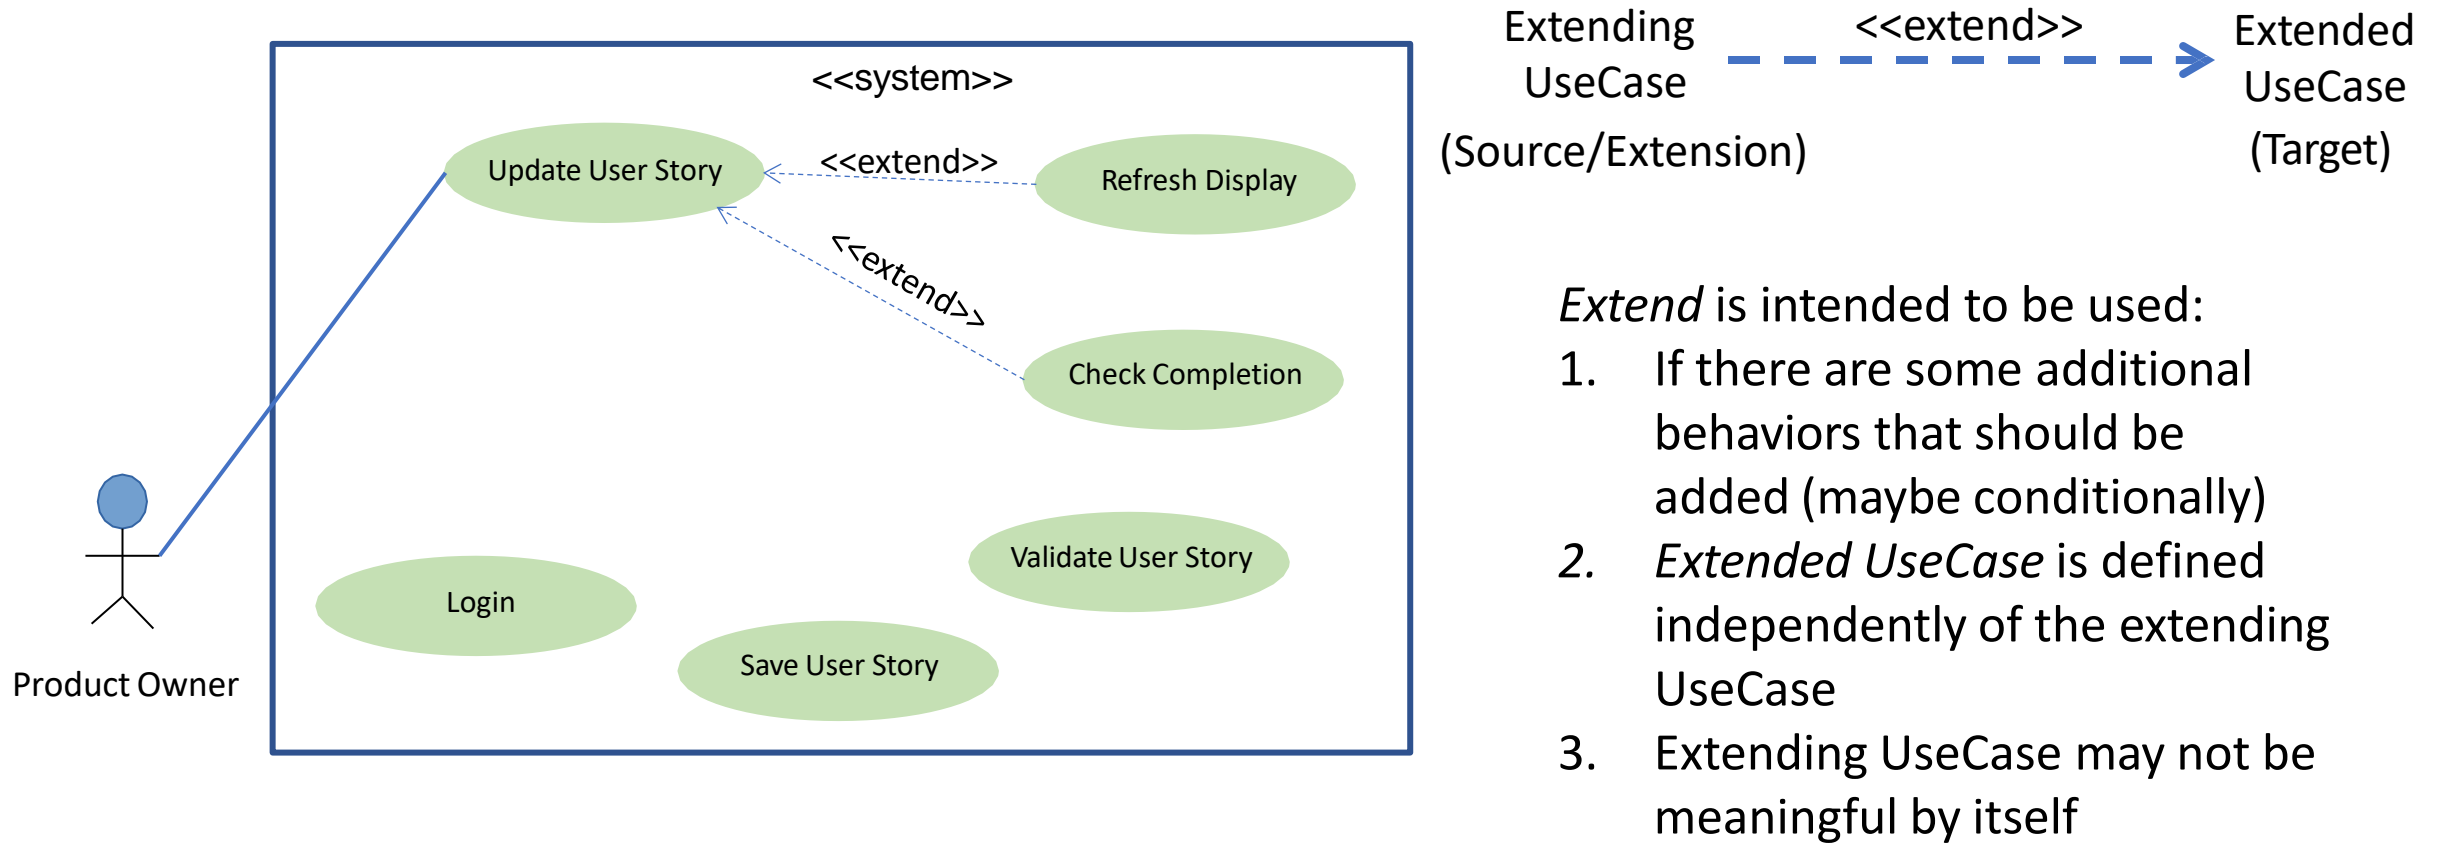 <<system>>
Update User Story
<<extend>>
Refresh Display
<<extend>>
Check Completion
Validate User Story
Login
Save User Story
Product Owner
Extending
UseCase
(Source/Extension)
<<extend>>
Extended
UseCase
(Target)
Extend is intended to be used:
1. If there are some additional
behaviors that should be
added (maybe conditionally)
2. Extended UseCase is defined
independently of the extending
UseCase
3. Extending UseCase may not be
meaningful by itself